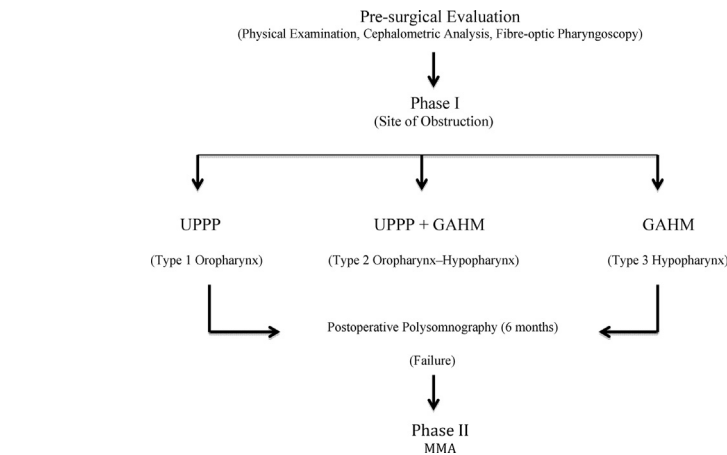 Pre-surgical Evaluation
(Physical Examination, Cephalometric Analysis, Fibre-optic Pharyngoscopy)
Phase I
(Site of Obstruction)
UPPP
UPPP + GAHM
GAHM
(Type 1 Oropharynx)
(Type 2 Oropharynx–Hypopharynx)
(Type 3 Hypopharynx)
Postoperative Polysomnography (6 months)
(Failure)
Phase II
MMA